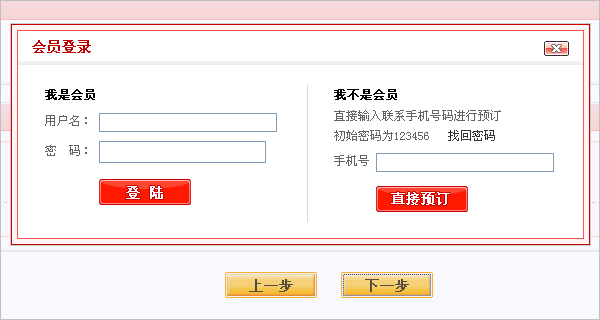 会员登录
我是会员
用户名：
密　码：
登 陆
我不是会员
直接输入联系手机号码进行预订
初始密码为123456 找回密码
手机号
直接预订
上一步
下一步